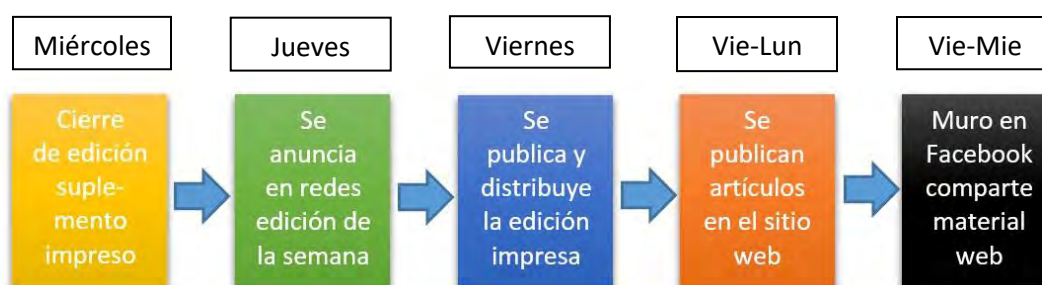 Miércoles
Jueves
Viernes
Vie-Lun
Vie-Mie
Cierre
de edición
suple-
mento
impreso
Se
anuncia
en redes
edición de
la semana
Se
publica y
distribuye
la edición
impresa
Se
publican
artículos
en el sitio
web
Muro en
Facebook
comparte
material
web